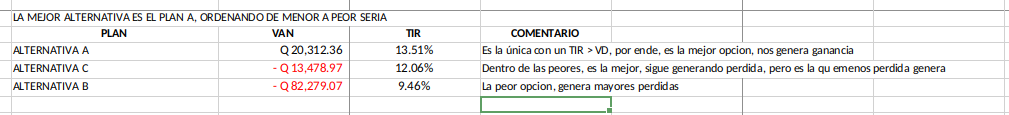 LA MEJOR ALTERNATIVA ES EL PLAN A, ORDENANDO DE MENOR A PEOR SERIA
PLAN VAN TIR COMENTARIO
ALTERNATIVA A Q 20,312.36 13.51% Es la única con un TIR > VD, por ende, es la mejor opcion, nos genera ganancia
ALTERNATIVA C - Q 13,478.97 12.06% Dentro de las peores, es la mejor, sigue generando perdida, pero es la qu emenos perdida genera
ALTERNATIVA B - Q 82,279.07 9.46% La peor opcion, genera mayores perdidas